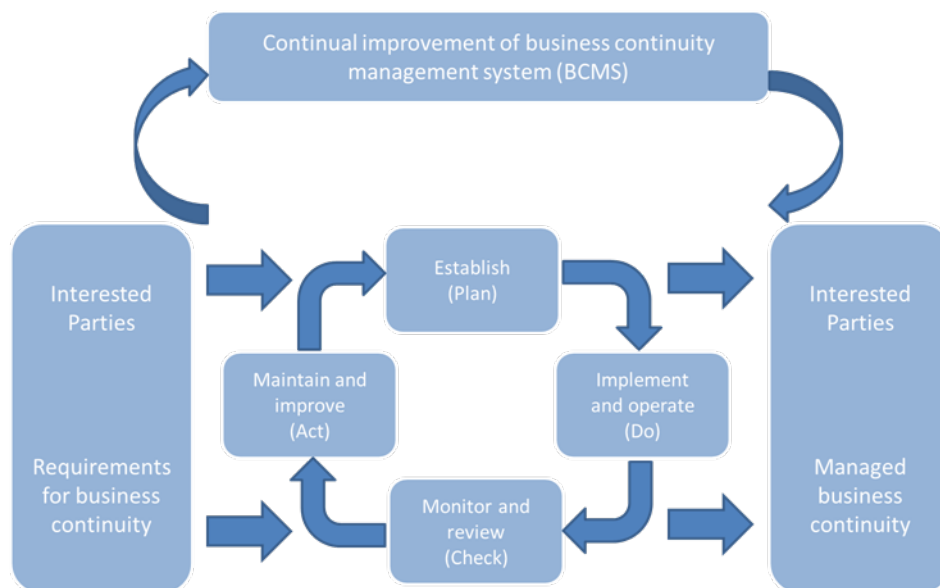 Continual improvement of business continuity
management system (BCMS)
Interested
Parties
Requirements
for business
continuity
Establish
(Plan)
Maintain and
improve
(Act)
Implement
and operate
(Do)
Monitor and
review
(Check)
Interested
Parties
Managed
business
continuity